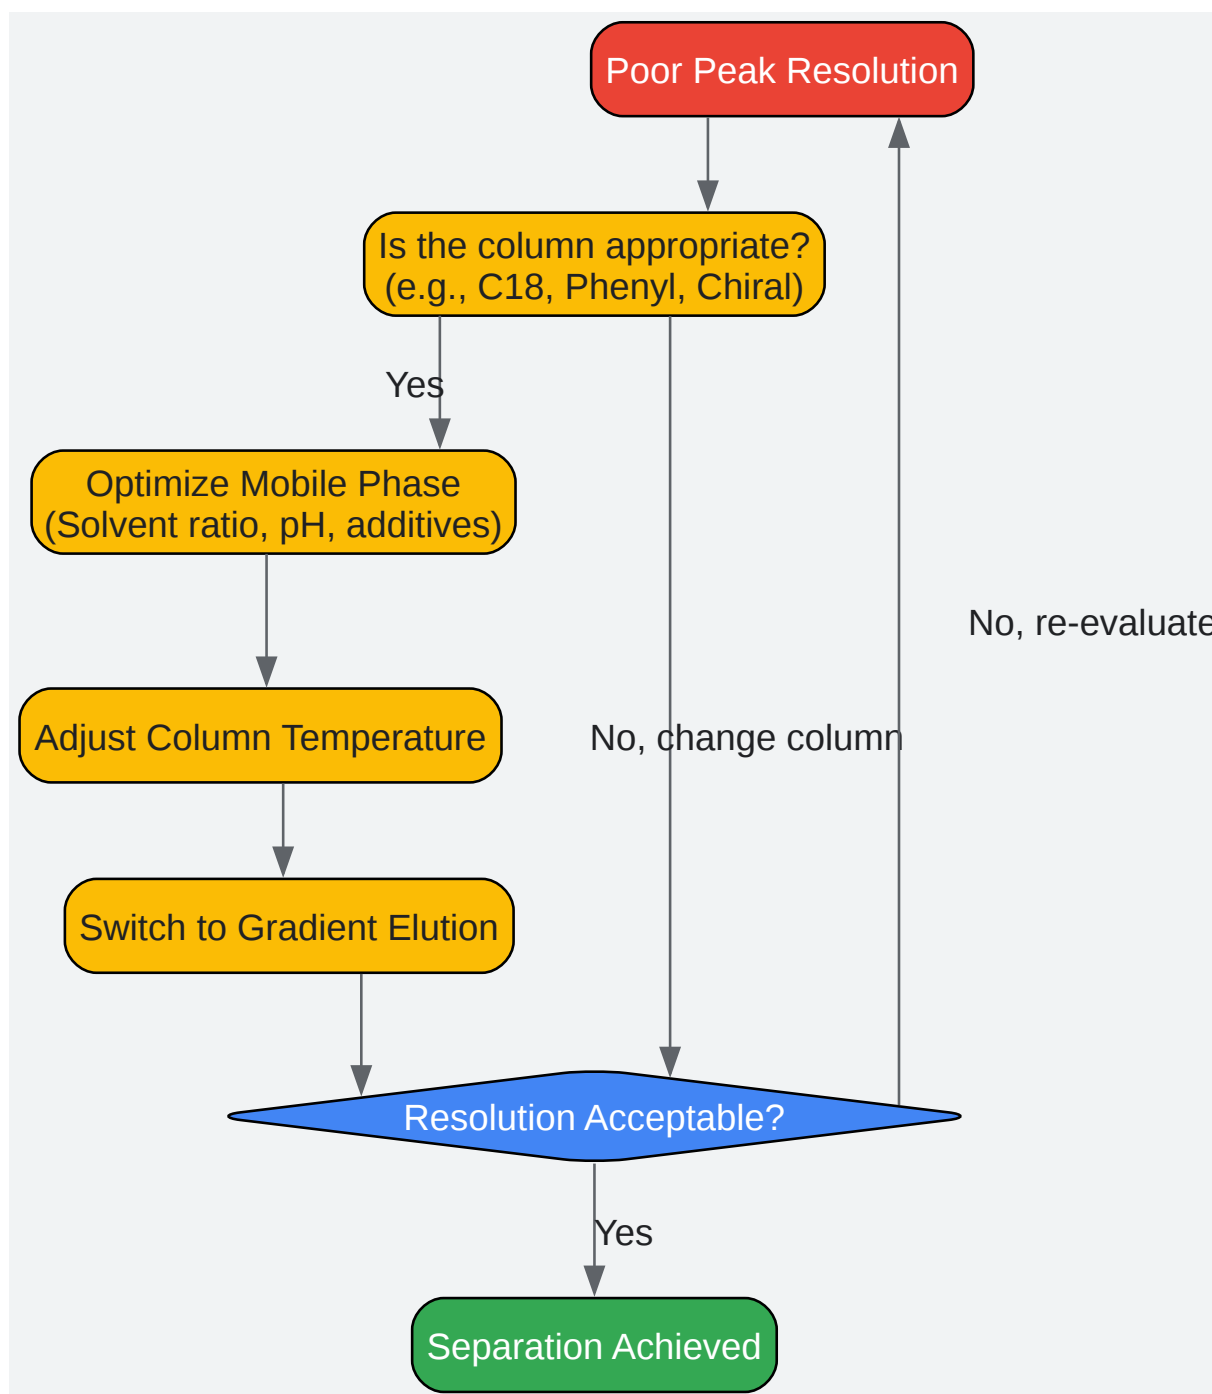 Poor Peak Resolution
Is the column appropriate?
(e.g., C18, Phenyl, Chiral)
Yes
Optimize Mobile Phase
(Solvent ratio, pH, additives)
No, re-evaluate
Adjust Column Temperature
No, change column
Switch to Gradient Elution
Resolution Acceptable?
Yes
Separation Achieved